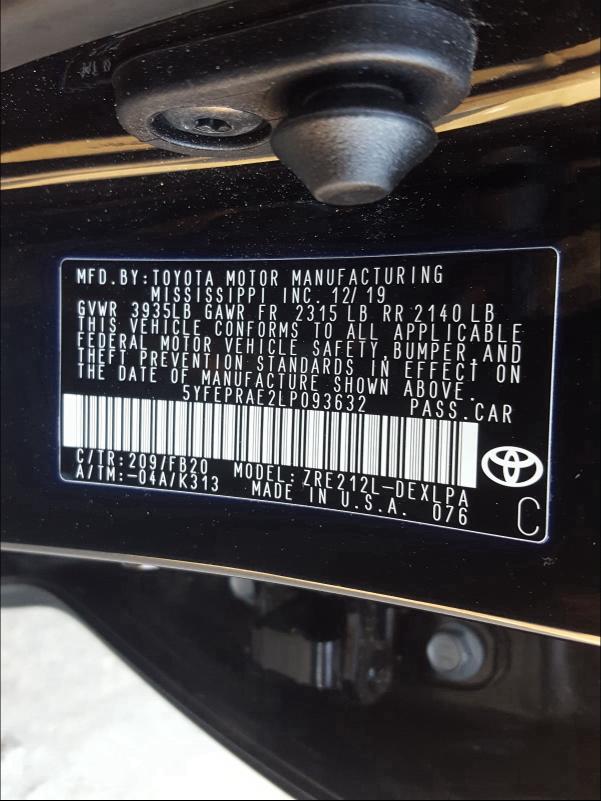 MFD.BY:TOYOTA MOTOR MANUFACTURING
MISSISSIPPI INC. 12/19
GVWR 3935LB GAWR FR 2315 LB RR 2140 LB
THIS VEHICLE CONFORMS TO ALL APPLICABLE
FEDERAL MOTOR VEHICLE SAFETY,BUMPER,AND
THEFT PREVENTION STANDARDS IN EFFECT ON
THE DATE OF MANUFACTURE SHOWN ABOVE.
5YFEPRAE2LP093632 PASS.CAR
C/TR:209/FB20 MODEL: ZRE212L-DEXLPA
A/TM:-04A/K313 MADE IN U.S.A. 076
C